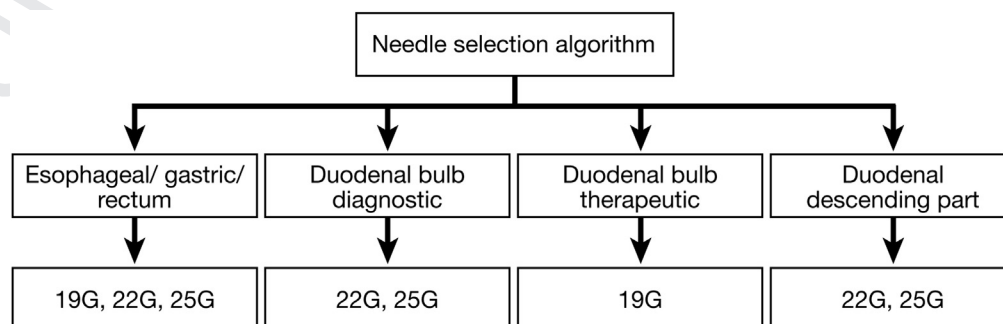 Needle selection algorithm
Esophageal/ gastric/
rectum
Duodenal bulb
diagnostic
Duodenal bulb
therapeutic
Duodenal
descending part
19G, 22G, 25G
22G, 25G
19G
22G, 25G